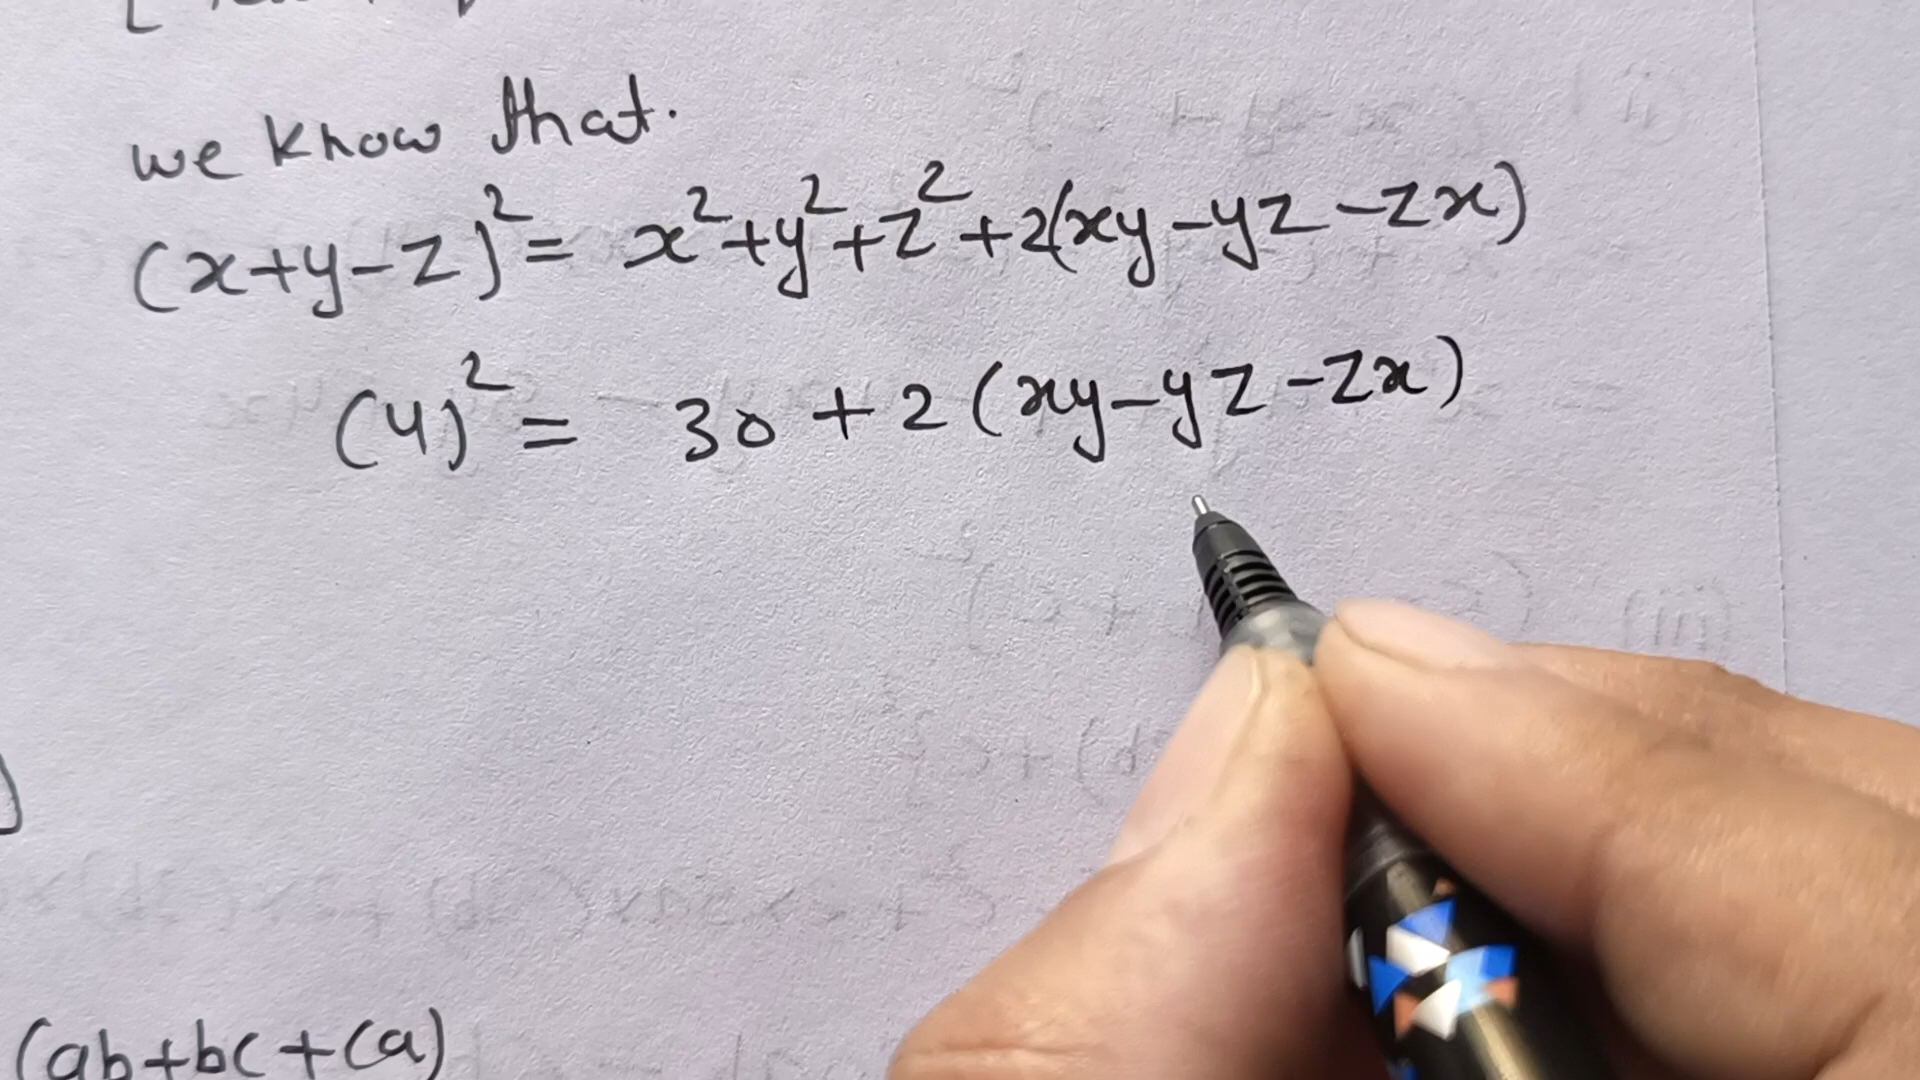 we know that.
(x+y-z)² = x²+y²+z²+2(xy-yz-zx)
(4)² = 30 + 2 (xy-yz-zx)
(ab+bc+ca)